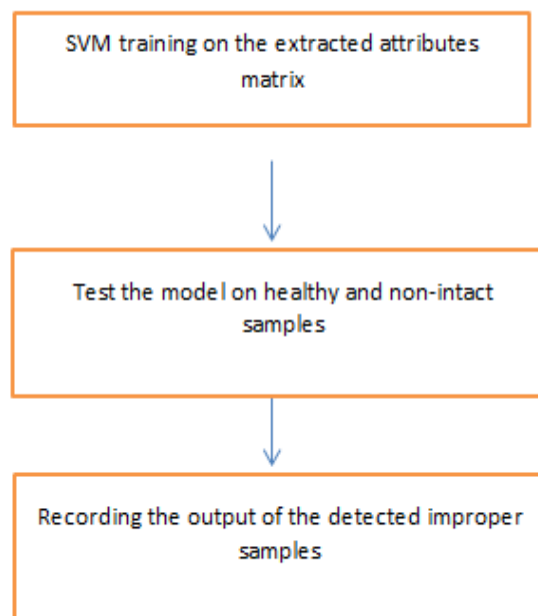 SVM training on the extracted attributes
matrix
Test the model on healthy and non-intact
samples
Recording the output of the detected improper
samples